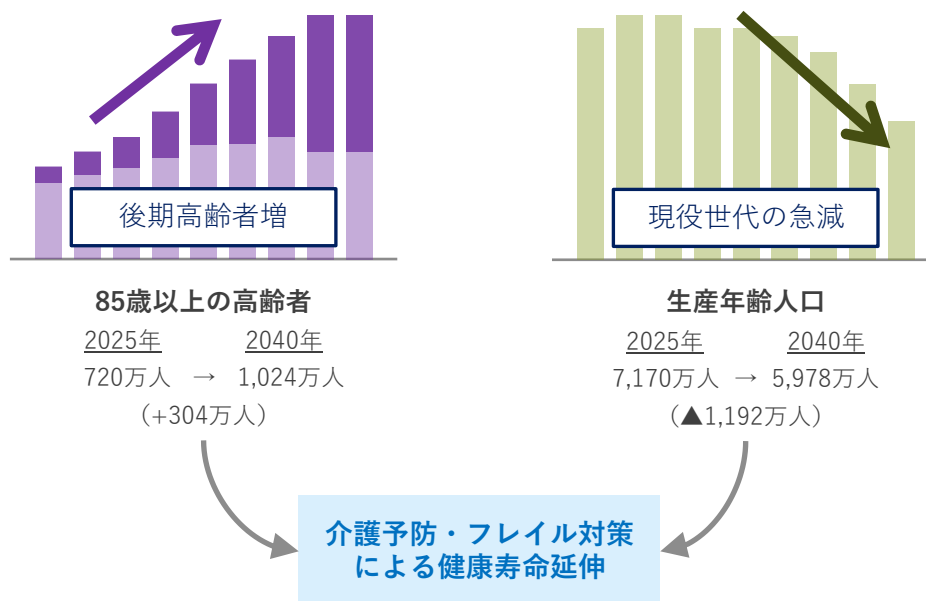 後期高齢者増
85歳以上の高齢者
2025年 2040年
720万人 → 1,024万人
（+304万人）
現役世代の急減
生産年齢人口
2025年 2040年
7,170万人 → 5,978万人
（▲1,192万人）
介護予防・フレイル対策
による健康寿命延伸